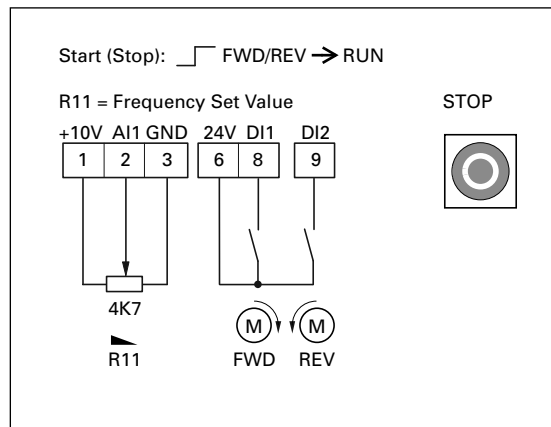 Start (Stop): FWD/REV → RUN
R11 = Frequency Set Value
STOP
+10V AI1 GND 24V DI1 DI2
1 2 3 6 8 9
4K7
M M
R11 FWD REV